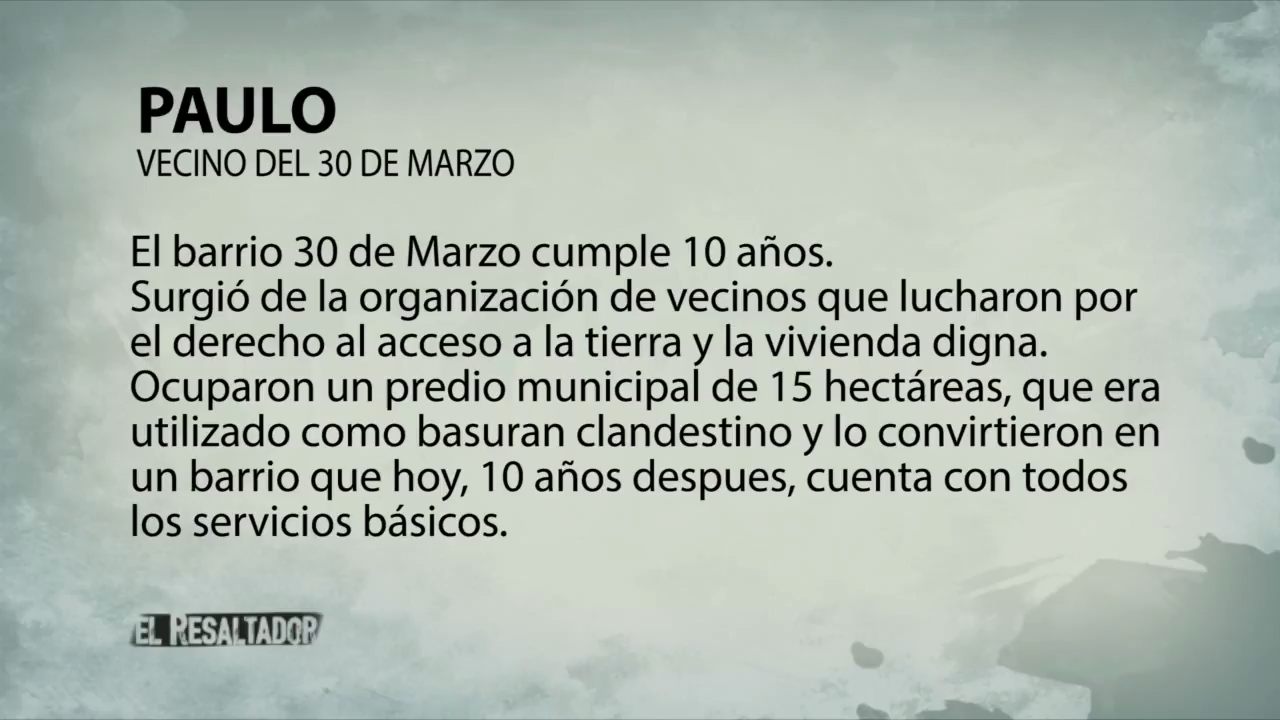 PAULO
VECINO DEL 30 DE MARZO
El barrio 30 de Marzo cumple 10 años.
Surgió de la organización de vecinos que lucharon por
el derecho al acceso a la tierra y la vivienda digna.
Ocuparon un predio municipal de 15 hectáreas, que era
utilizado como basuran clandestino y lo convirtieron en
un barrio que hoy, 10 años despues, cuenta con todos
los servicios básicos.
EL RESALTADOR